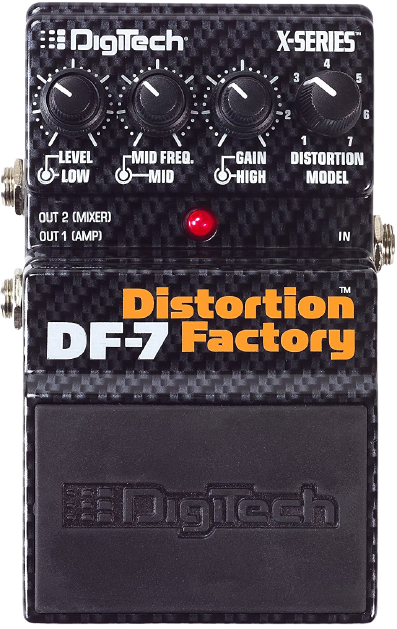 DigiTech® X-SERIES™
3 4 5
2 6
1 7
LEVEL MID FREQ. GAIN DISTORTION
LOW MID HIGH MODEL
OUT 2 (MIXER)
OUT 1 (AMP) IN
Distortion™
DF-7 Factory
DigiTech